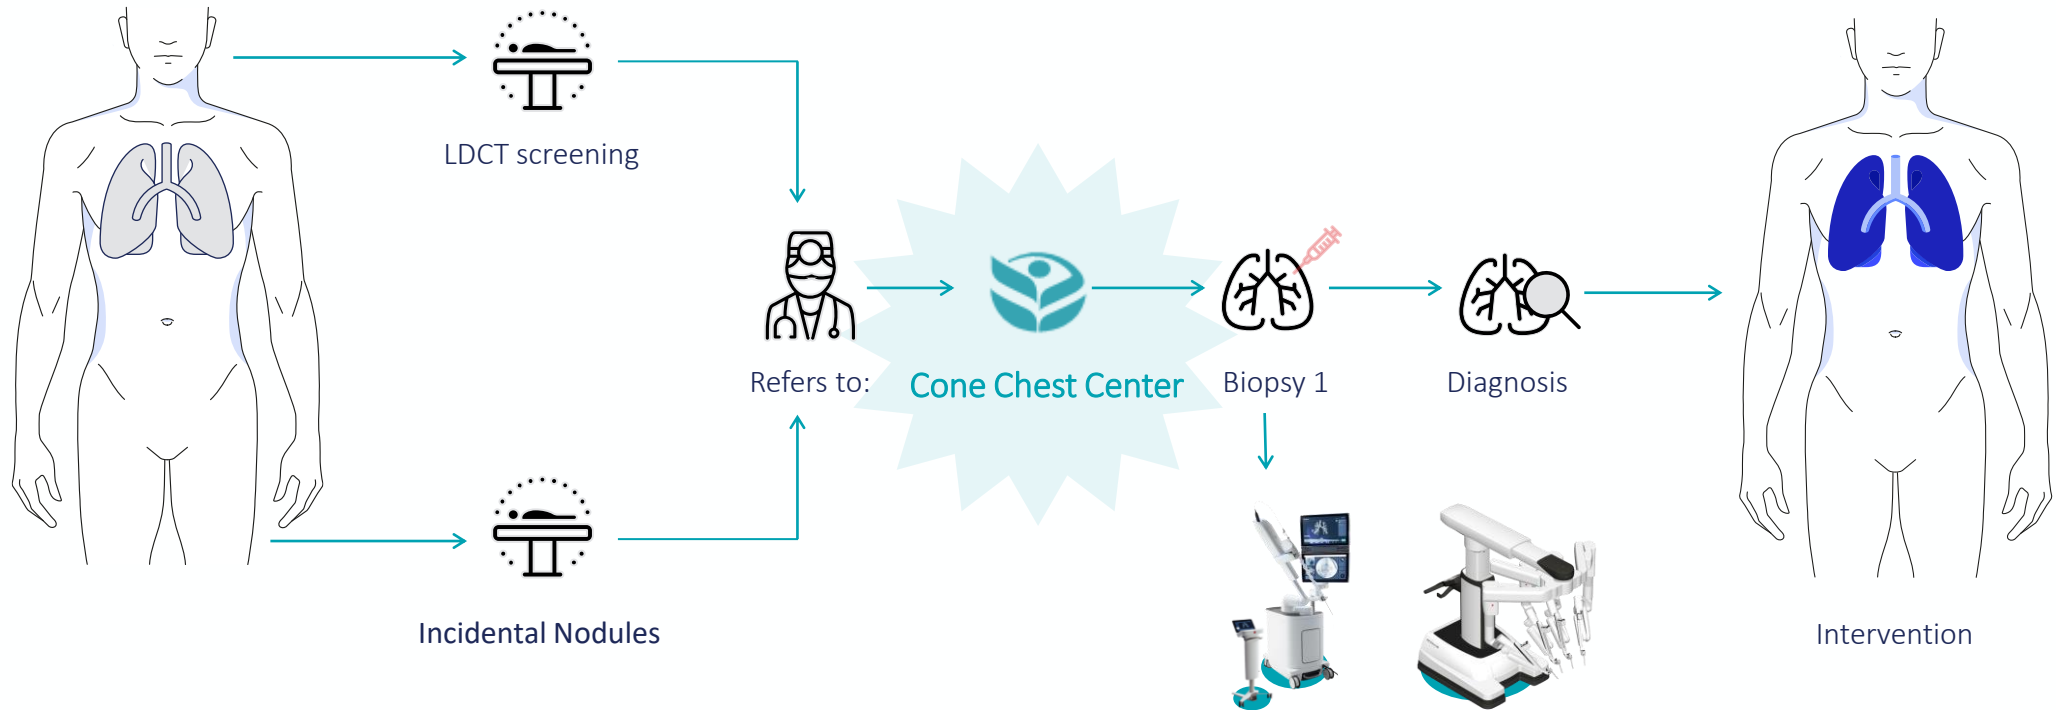 LDCT screening
Refers to:
Cone Chest Center
Biopsy 1
Diagnosis
Incidental Nodules
Intervention